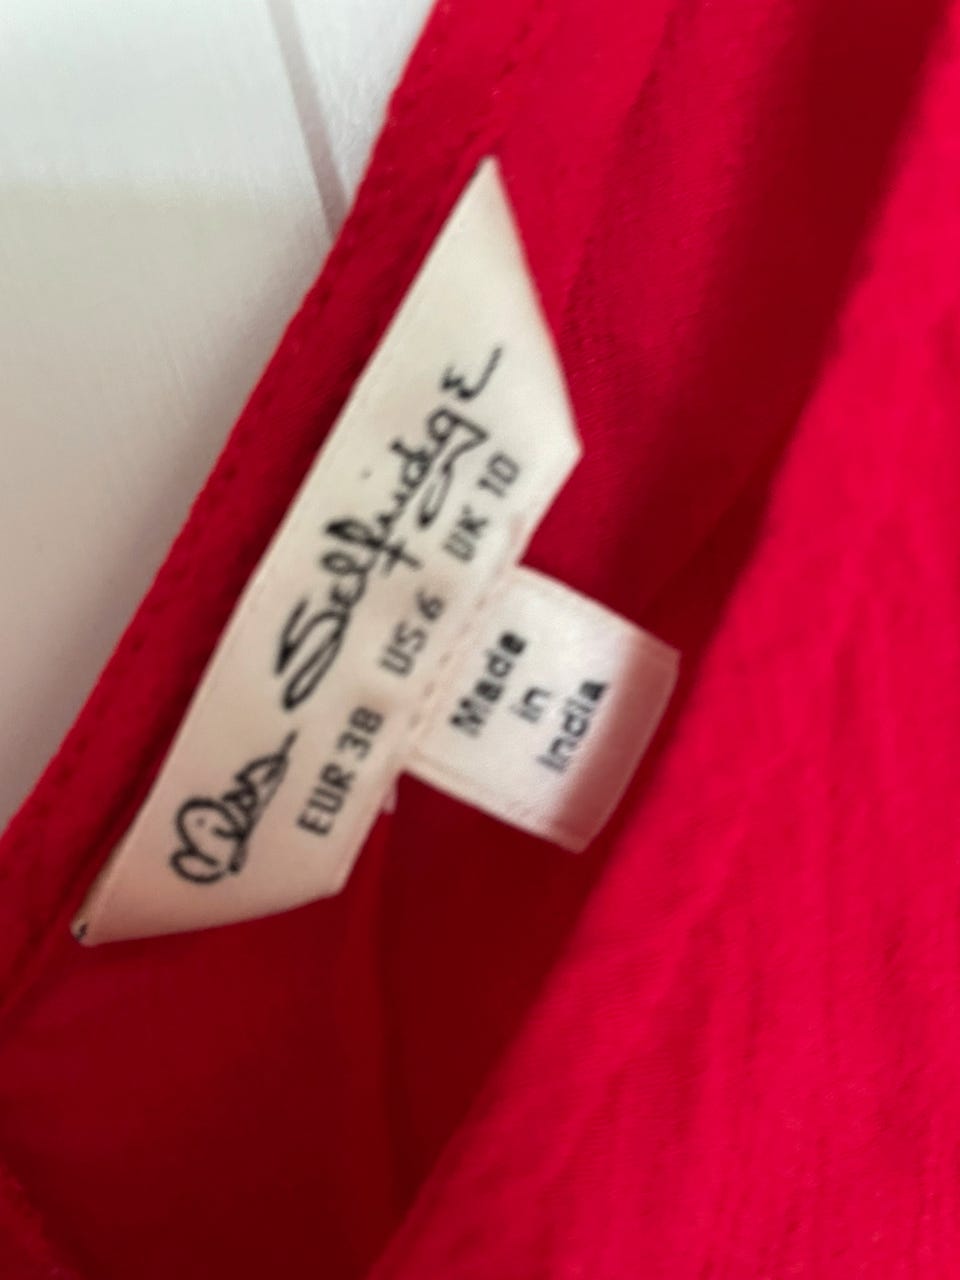 Miss Selfridge
EUR 38 US 6 UK 10
Made
in
India